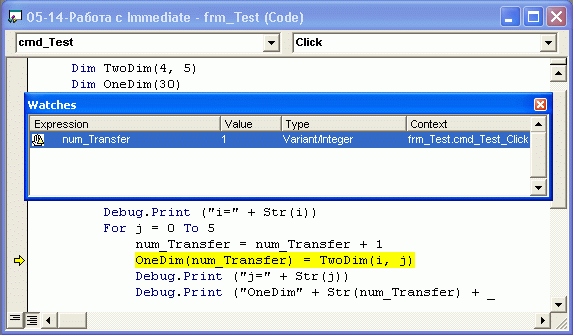 05-14-Работа с Immediate - frm_Test (Code)
cmd_Test Click
Dim TwoDim(4, 5)
Dim OneDim(30)
Watches
Expression Value Type Context
num_Transfer 1 Variant/Integer frm_Test.cmd_Test_Click
Debug.Print ("i=" + Str(i))
For j = 0 To 5
num_Transfer = num_Transfer + 1
OneDim(num_Transfer) = TwoDim(i, j)
Debug.Print ("j=" + Str(j))
Debug.Print ("OneDim" + Str(num_Transfer) + _